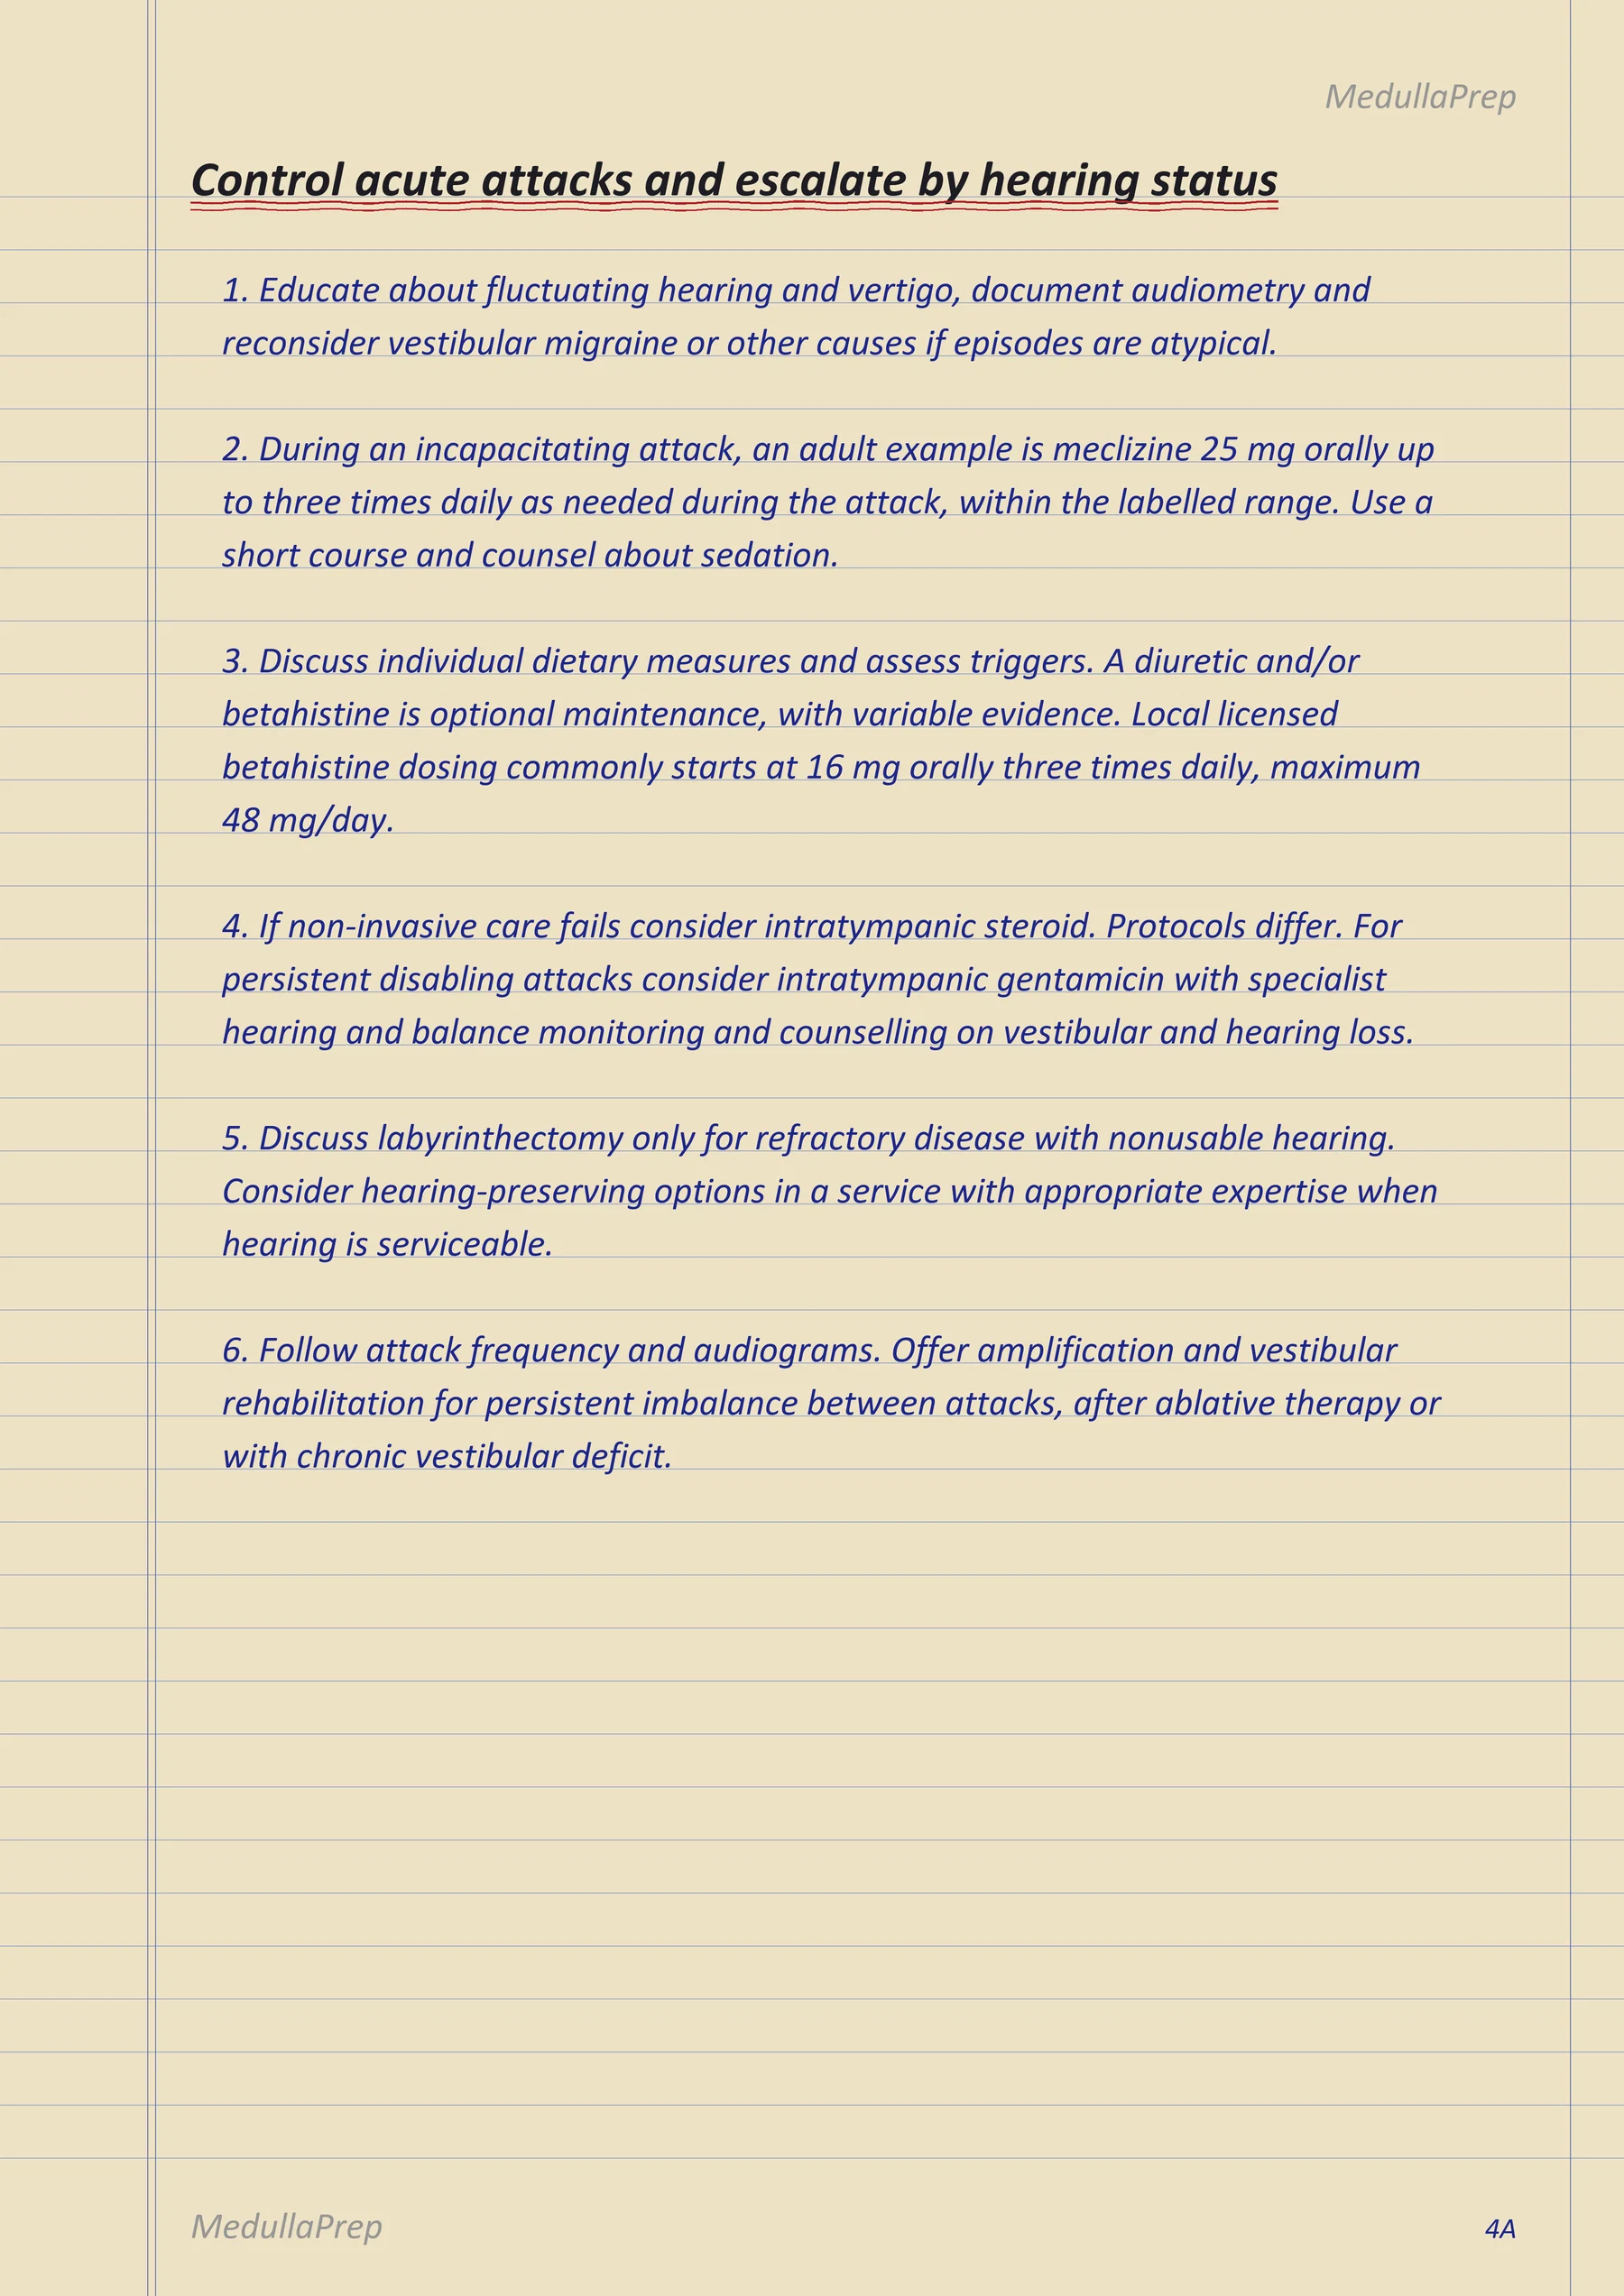 MedullaPrep
Control acute attacks and escalate by hearing status
1. Educate about fluctuating hearing and vertigo, document audiometry and
reconsider vestibular migraine or other causes if episodes are atypical.
2. During an incapacitating attack, an adult example is meclizine 25 mg orally up
to three times daily as needed during the attack, within the labelled range. Use a
short course and counsel about sedation.
3. Discuss individual dietary measures and assess triggers. A diuretic and/or
betahistine is optional maintenance, with variable evidence. Local licensed
betahistine dosing commonly starts at 16 mg orally three times daily, maximum
48 mg/day.
4. If non-invasive care fails consider intratympanic steroid. Protocols differ. For
persistent disabling attacks consider intratympanic gentamicin with specialist
hearing and balance monitoring and counselling on vestibular and hearing loss.
5. Discuss labyrinthectomy only for refractory disease with nonusable hearing.
Consider hearing-preserving options in a service with appropriate expertise when
hearing is serviceable.
6. Follow attack frequency and audiograms. Offer amplification and vestibular
rehabilitation for persistent imbalance between attacks, after ablative therapy or
with chronic vestibular deficit.
MedullaPrep
4A